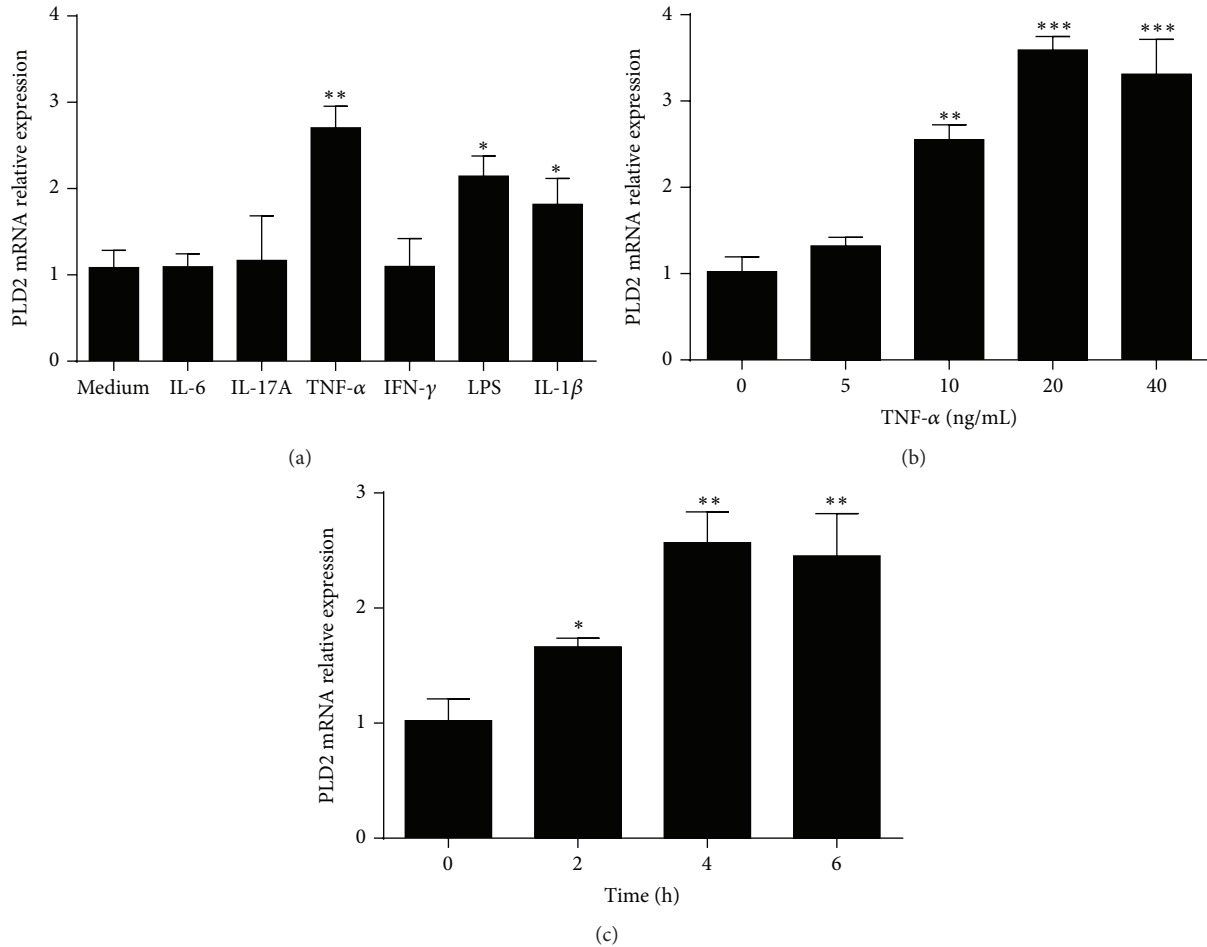 PLD2 mRNA relative expression
4
3
2
1
0
**
*
*
Medium IL-6 IL-17A TNF-α IFN-γ LPS IL-1β
(a)
PLD2 mRNA relative expression
4
3
2
1
0
**
***
***
0 5 10 20 40
TNF-α (ng/mL)
(b)
PLD2 mRNA relative expression
3
2
1
0
*
**
**
0 2 4 6
Time (h)
(c)